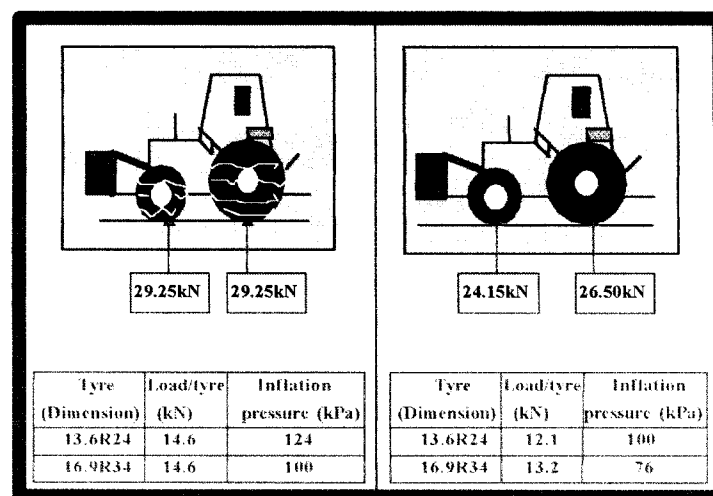 29.25kN 29.25kN
Tyre Load/tyre Inflation
(Dimension) (kN) pressure (kPa)
13.6R24 14.6 124
16.9R34 14.6 100
24.15kN 26.50kN
Tyre Load/tyre Inflation
(Dimension) (kN) pressure (kPa)
13.6R24 12.1 100
16.9R34 13.2 76